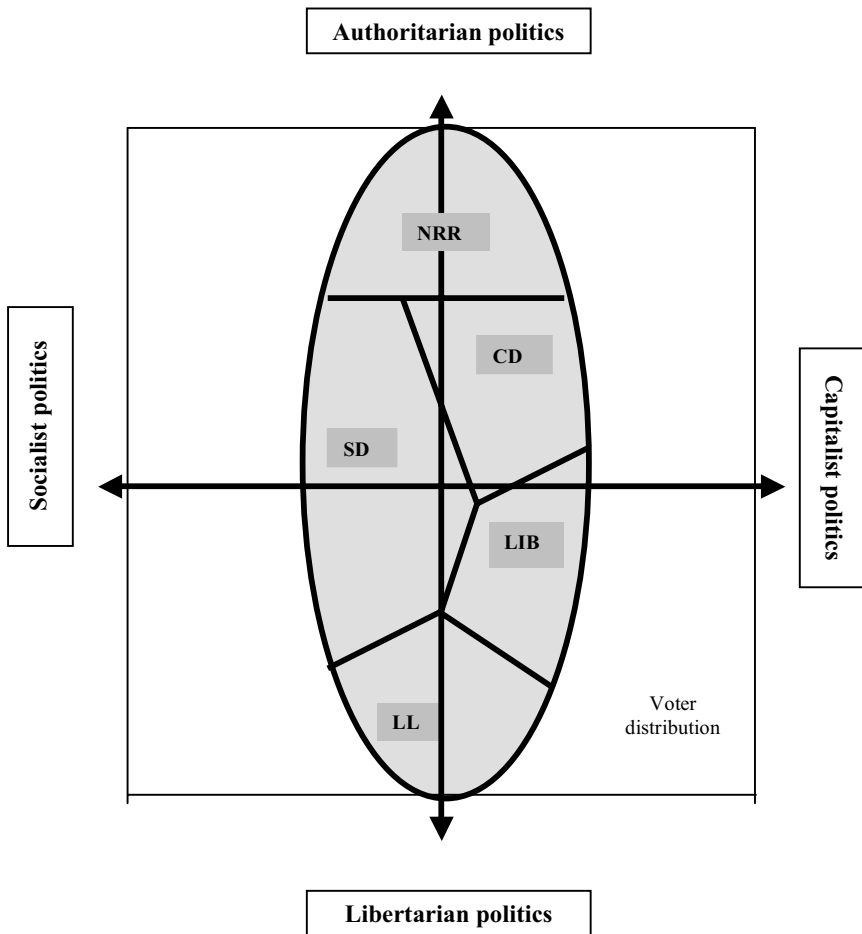 Authoritarian politics
NRR
CD
Socialist politics
Capitalist politics
SD
LIB
LL
Voter
distribution
Libertarian politics